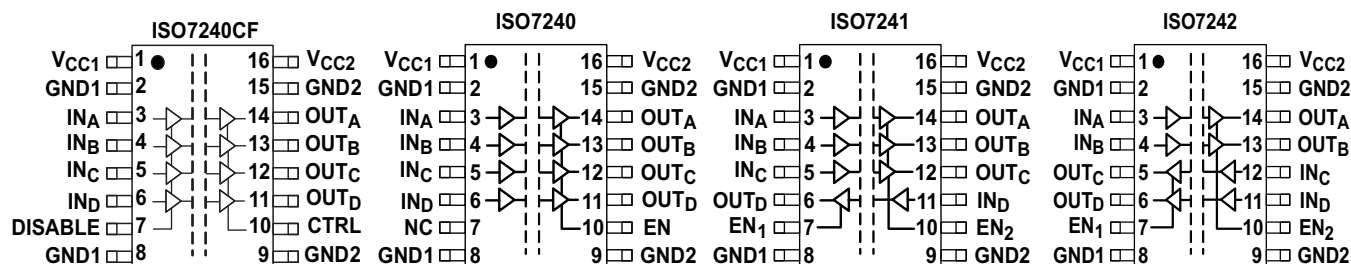 ISO7240CF
VCC1 1 16 VCC2
GND1 2 15 GND2
INA 3 14 OUTA
INB 4 13 OUTB
INC 5 12 OUTC
IND 6 11 OUTD
DISABLE 7 10 CTRL
GND1 8 9 GND2
ISO7240
VCC1 1 16 VCC2
GND1 2 15 GND2
INA 3 14 OUTA
INB 4 13 OUTB
INC 5 12 OUTC
IND 6 11 OUTD
NC 7 10 EN
GND1 8 9 GND2
ISO7241
VCC1 1 16 VCC2
GND1 2 15 GND2
INA 3 14 OUTA
INB 4 13 OUTB
INC 5 12 OUTC
OUTD 6 11 IND
EN1 7 10 EN2
GND1 8 9 GND2
ISO7242
VCC1 1 16 VCC2
GND1 2 15 GND2
INA 3 14 OUTA
INB 4 13 OUTB
OUTC 5 12 INC
OUTD 6 11 IND
EN1 7 10 EN2
GND1 8 9 GND2